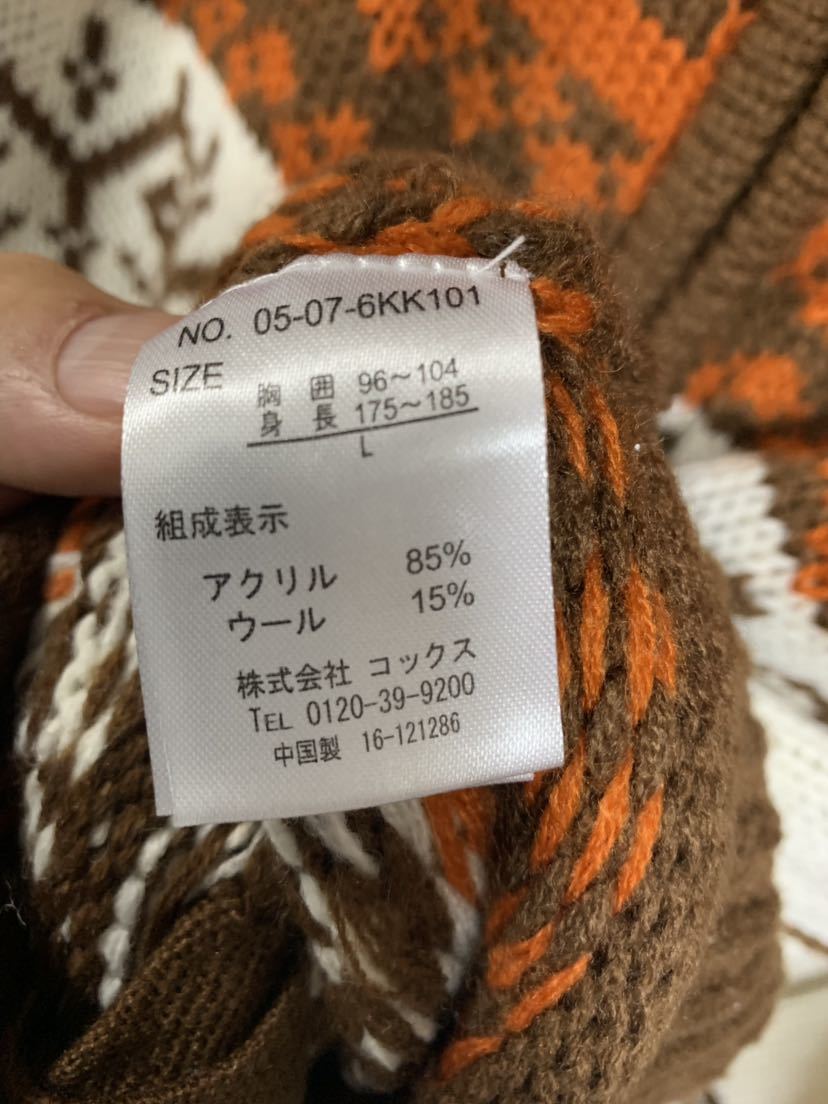 NO. 05-07-6KK101
SIZE
胸 囲 96~104
身 長 175~185
L
組成表示
アクリル 85%
ウール 15%
株式会社 コックス
TEL 0120-39-9200
中国製 16-121286